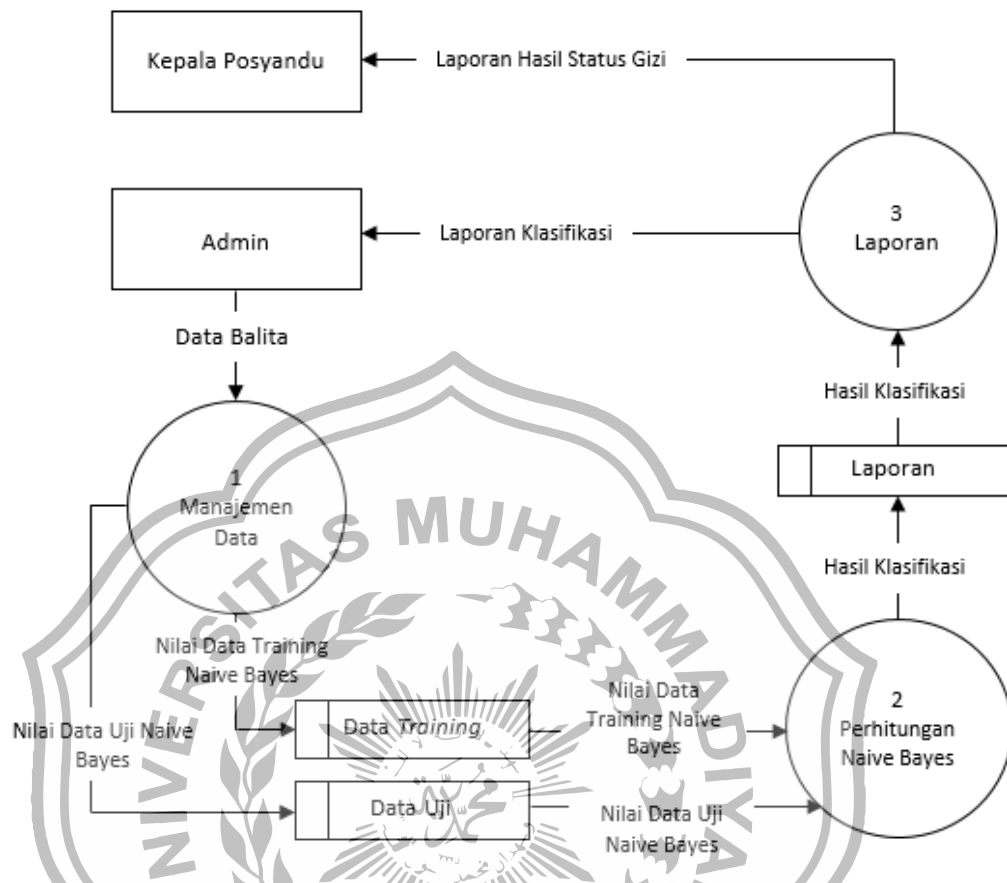 Kepala Posyandu
Laporan Hasil Status Gizi
3
Laporan
Admin
Laporan Klasifikasi
Data Balita
Hasil Klasifikasi
1
Manajemen
Data
Laporan
Hasil Klasifikasi
Nilai Data Training
Naive Bayes
Nilai Data Uji Naive
Bayes
Data Training
Nilai Data
Training Naive
Bayes
2
Perhitungan
Naive Bayes
Data Uji
Nilai Data Uji
Naive Bayes
NIVERSITAS MUHAMMADIYA